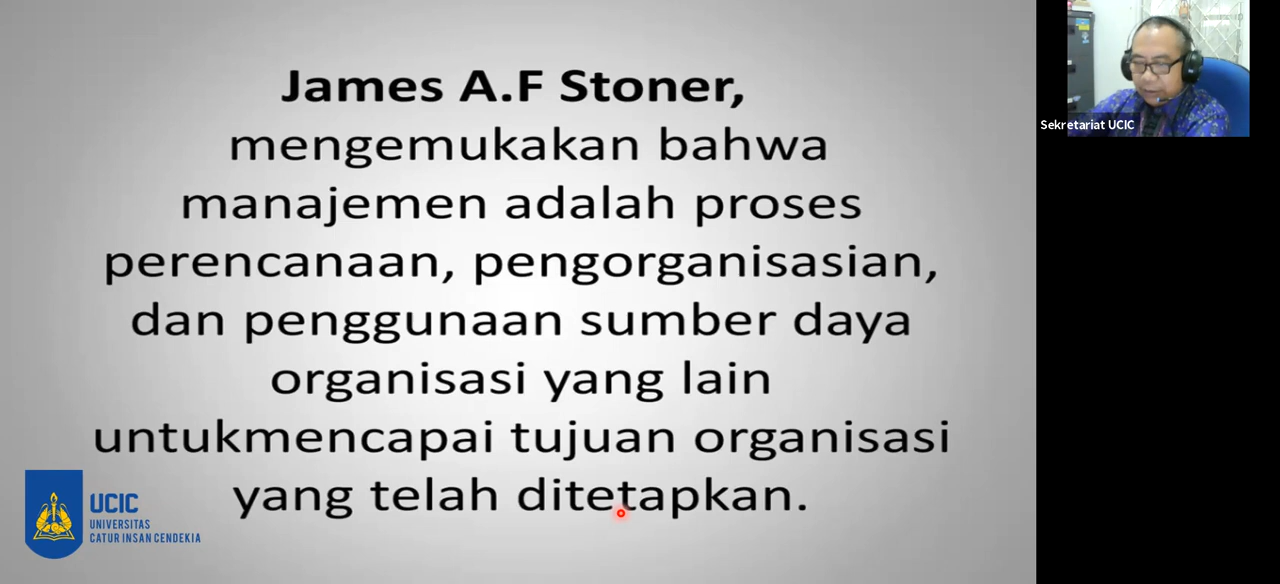 James A.F Stoner,
mengemukakan bahwa
manajemen adalah proses
perencanaan, pengorganisasian,
dan penggunaan sumber daya
organisasi yang lain
untukmencapai tujuan organisasi
yang telah ditetapkan.
UCIC
UNIVERSITAS
CATUR INSAN CENDEKIA
Sekretariat UCIC